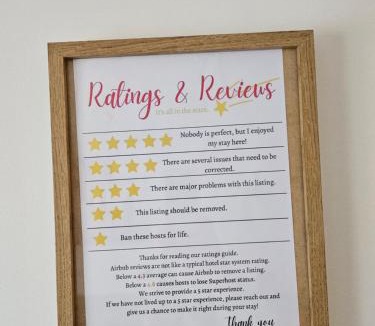 Ratings & Reviews
It's all in the stars.
Nobody is perfect, but I enjoyed
my stay here!
There are several issues that need to be
corrected.
There are major problems with this listing.
This listing should be removed.
Ban these hosts for life.
Thanks for reading our ratings guide.
Airbnb reviews are not like a typical hotel star system rating.
Below a 4.3 average can cause Airbnb to remove a listing.
Below a 4.8 causes hosts to lose Superhost status.
We strive to provide a 5 star experience.
If we have not lived up to a 5 star experience, please reach out and
give us a chance to make it right during your stay!
Thank you